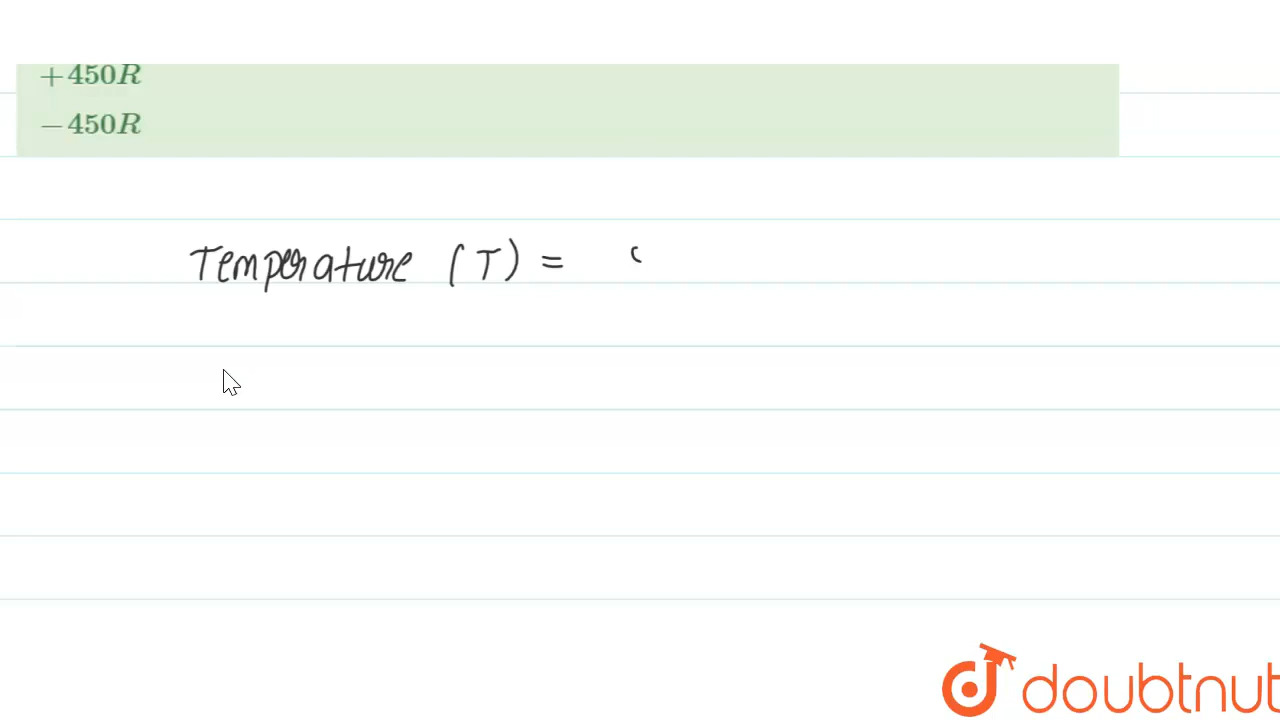 +450R
−450R
Temperature (T) =
doubtnut